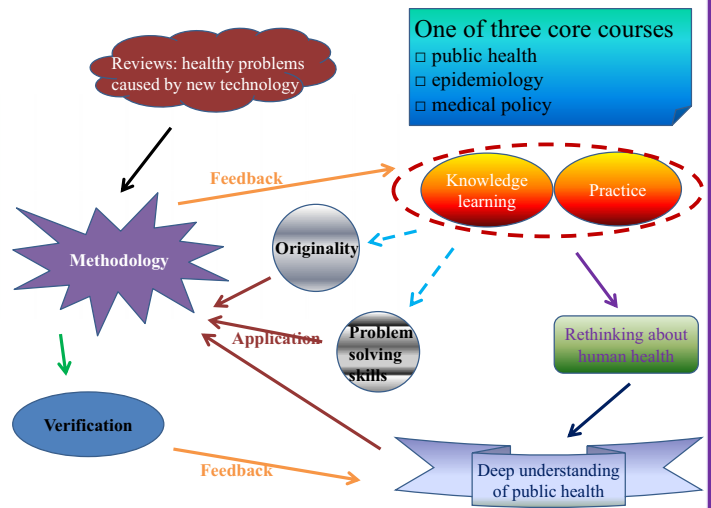 Reviews: healthy problems
caused by new technology
One of three core courses
□ public health
□ epidemiology
□ medical policy
Feedback
Knowledge
learning
Practice
Methodology
Originality
Application
Problem
solving
skills
Rethinking about
human health
Verification
Feedback
Deep understanding
of public health